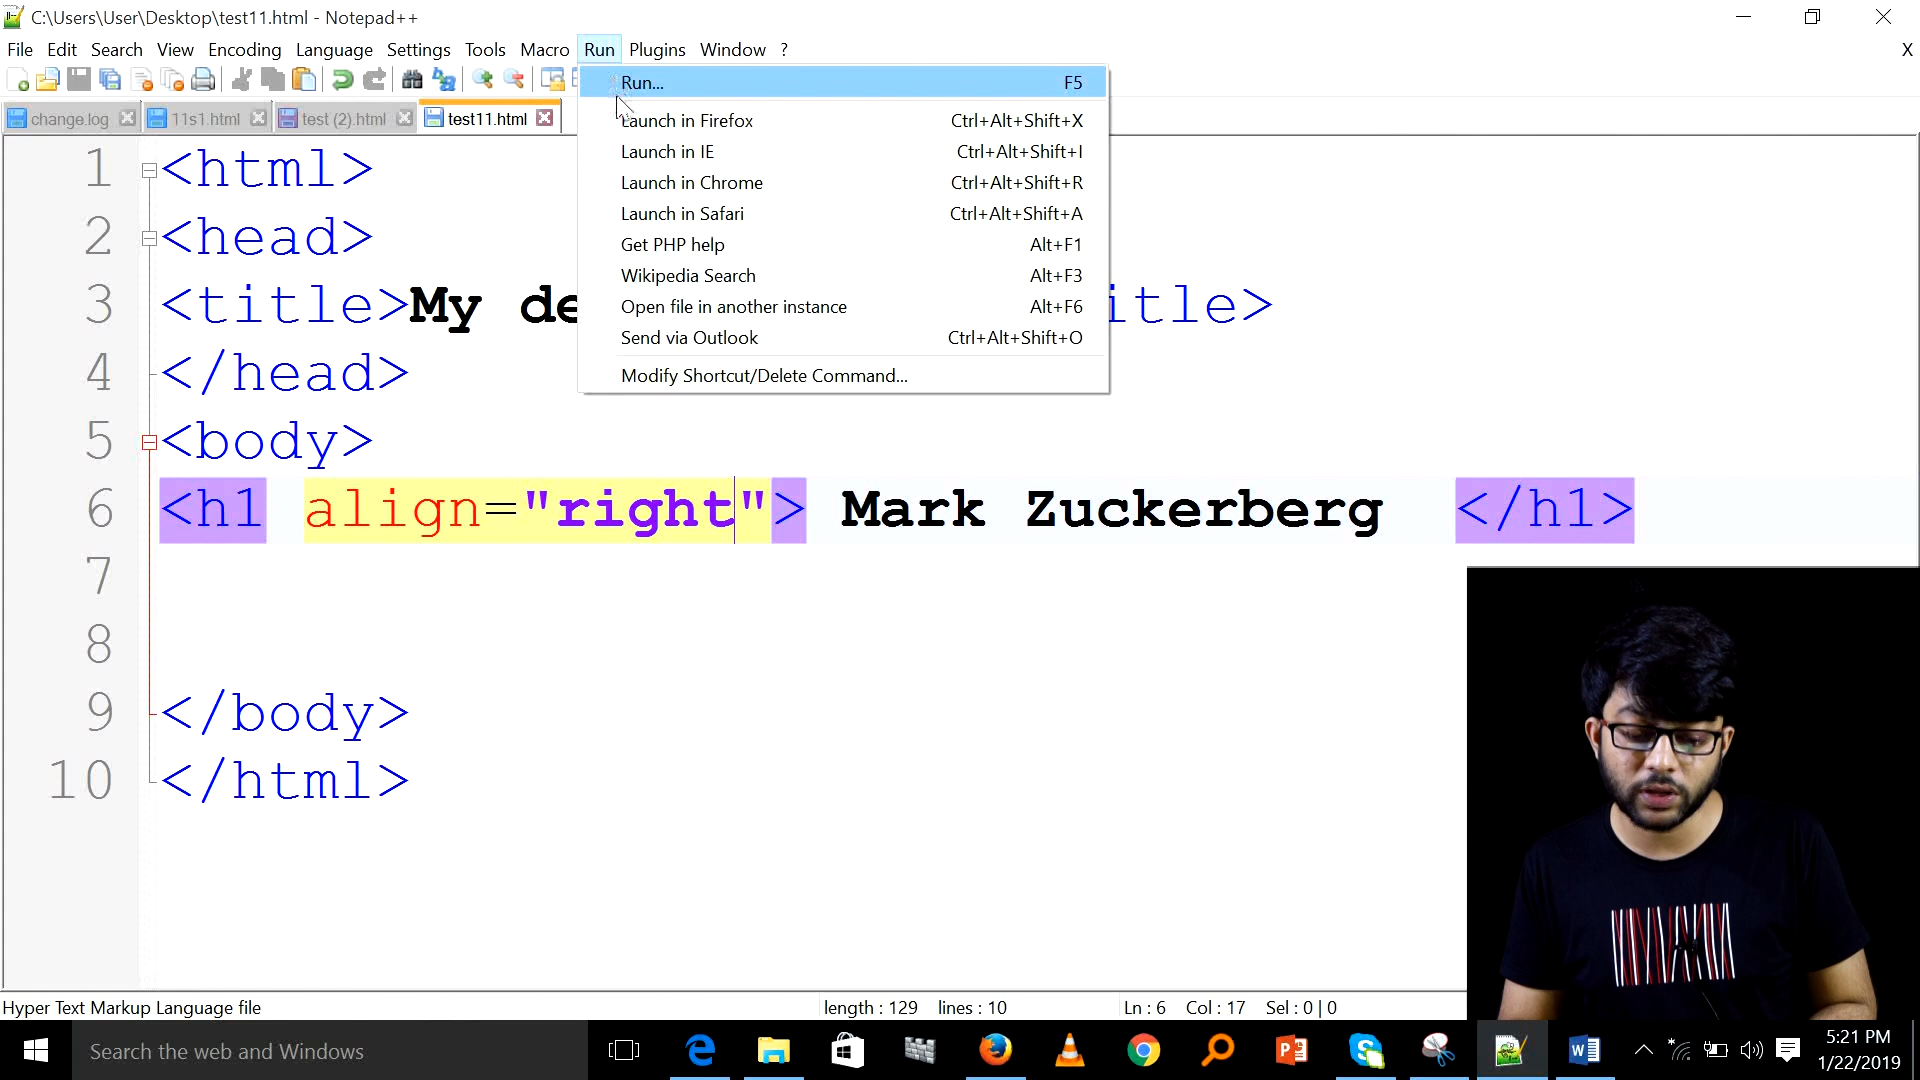 C:\Users\User\Desktop\test11.html - Notepad++
File Edit Search View Encoding Language Settings Tools Macro Run Plugins Window ? X
Run... F5
change.log 11s1.html test (2).html test11.html
Launch in Firefox Ctrl+Alt+Shift+X
Launch in IE Ctrl+Alt+Shift+I
Launch in Chrome Ctrl+Alt+Shift+R
Launch in Safari Ctrl+Alt+Shift+A
Get PHP help Alt+F1
Wikipedia Search Alt+F3
Open file in another instance Alt+F6
Send via Outlook Ctrl+Alt+Shift+O
Modify Shortcut/Delete Command...
1 <html>
2 <head>
3 <title>My de itle>
4 </head>
5 <body>
6 <h1 align="right"> Mark Zuckerberg </h1>
7
8
9 </body>
10 </html>
Hyper Text Markup Language file length : 129 lines : 10 Ln : 6 Col : 17 Sel : 0 | 0
Search the web and Windows
5:21 PM
1/22/2019